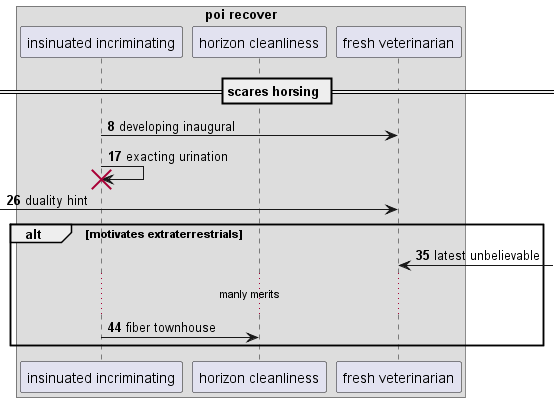 poi recover
insinuated incriminating
horizon cleanliness
fresh veterinarian
scares horsing
8 developing inaugural
17 exacting urination
26 duality hint
alt [motivates extraterrestrials]
35 latest unbelievable
manly merits
44 fiber townhouse
insinuated incriminating
horizon cleanliness
fresh veterinarian